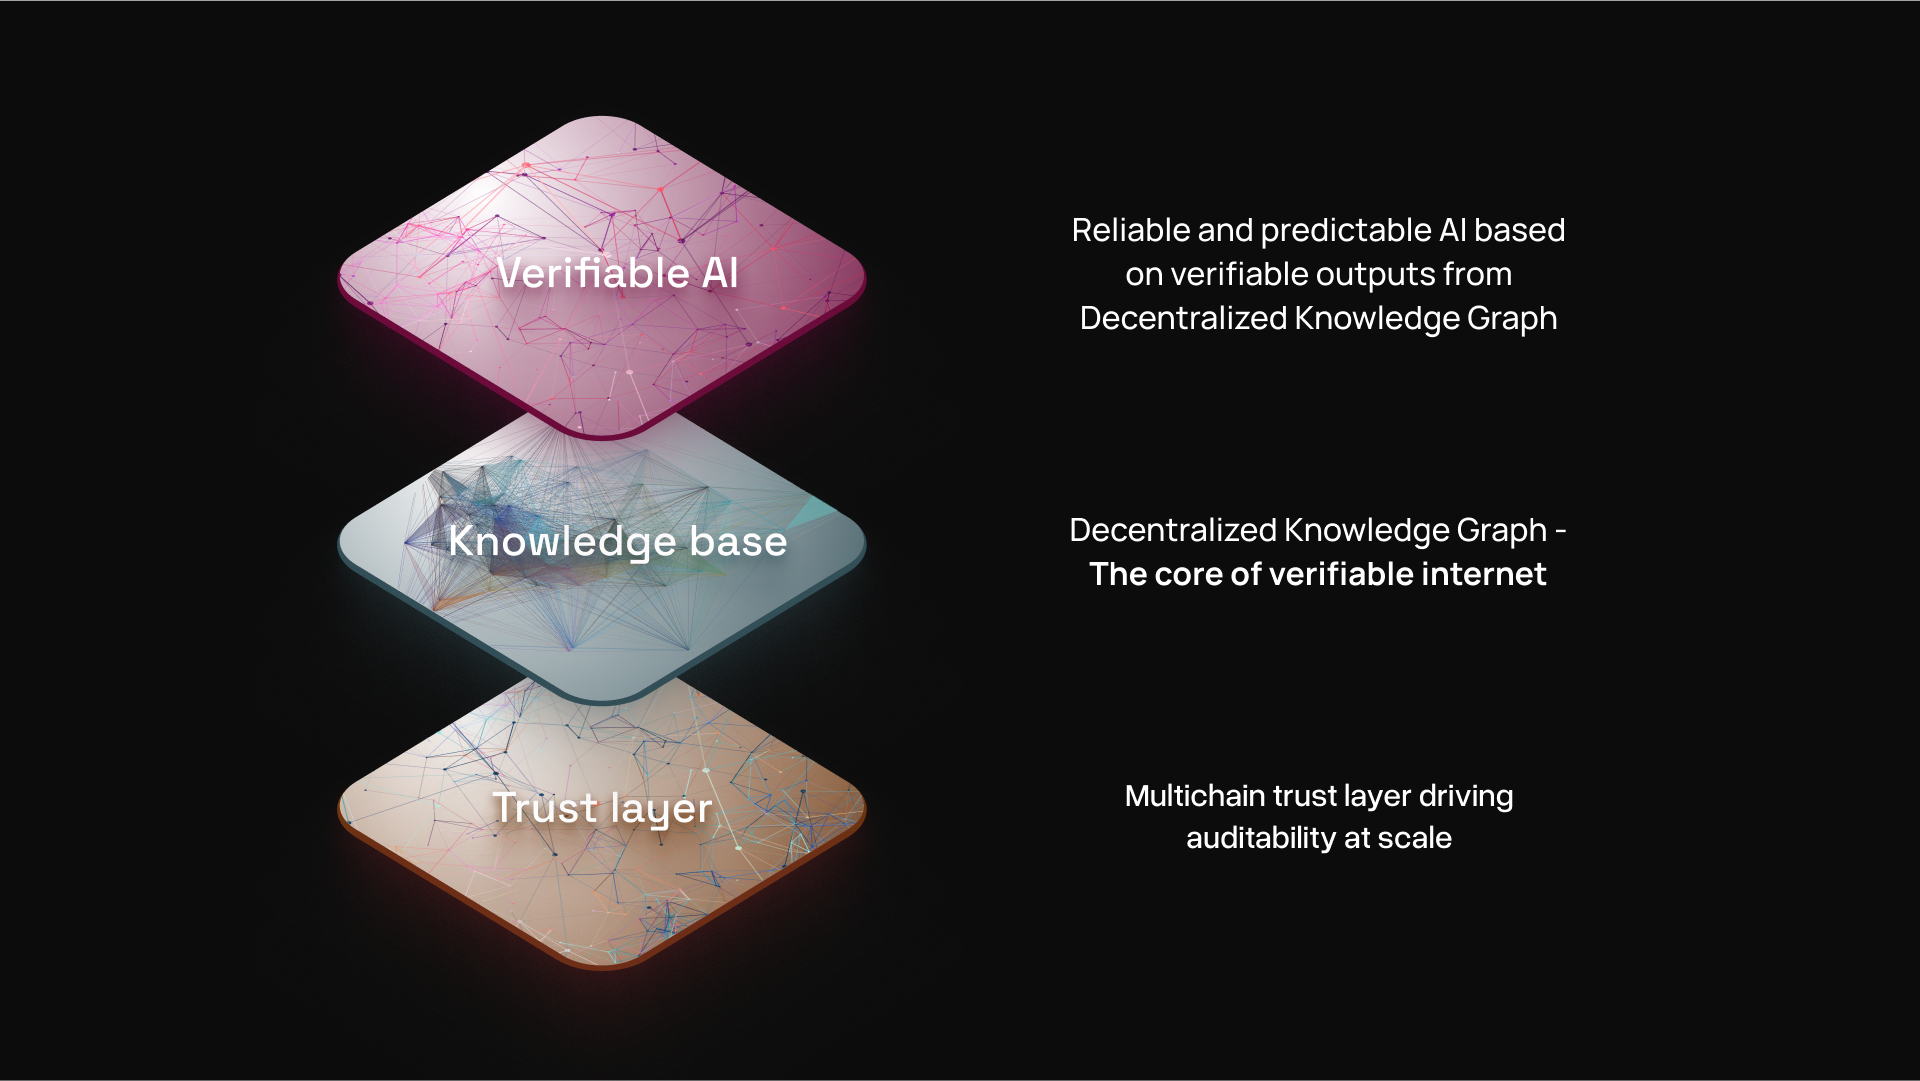 Verifiable AI
Reliable and predictable AI based
on verifiable outputs from
Decentralized Knowledge Graph
Knowledge base
Decentralized Knowledge Graph -
The core of verifiable internet
Trust layer
Multichain trust layer driving
auditability at scale